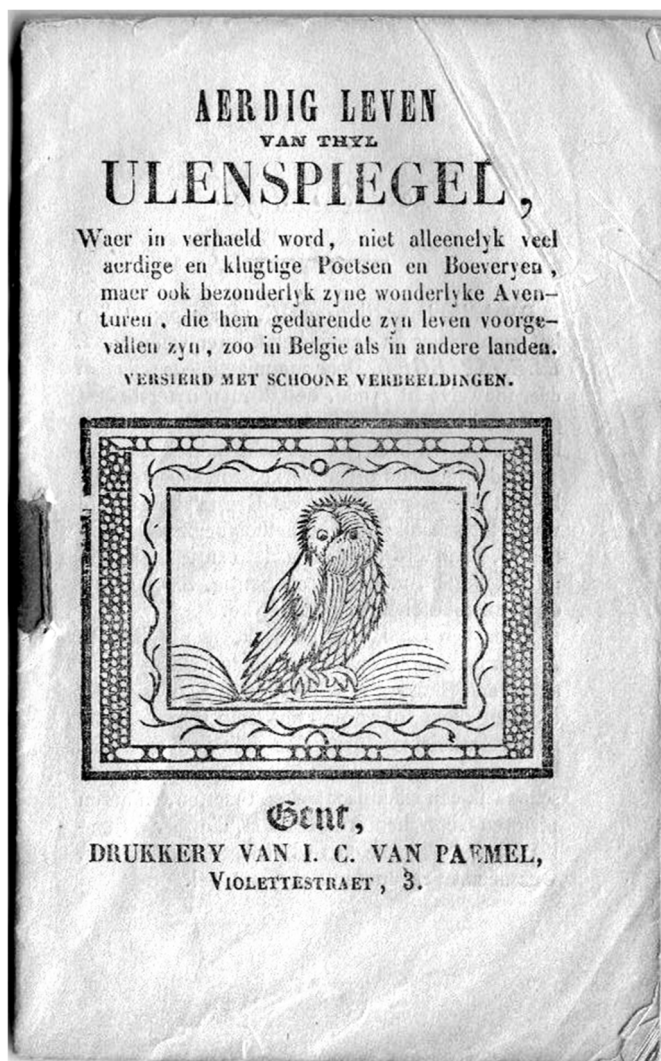 AERDIG LEVEN
VAN THYL
ULENSPIEGEL,
Waer in verhaeld word, niet alleenelyk veel
aerdige en klugtige Poetsen en Boeveryen,
maer ook bezonderlyk zyne wonderlyke Aven-
turen, die hem gedurende zyn leven voorge-
vallen zyn, zoo in Belgie als in andere landen.
VERSIERD MET SCHOONE VERBEELDINGEN.
Gent,
DRUKKERY VAN I. C. VAN PAEMEL,
VIOLETTESTRAET, 3.